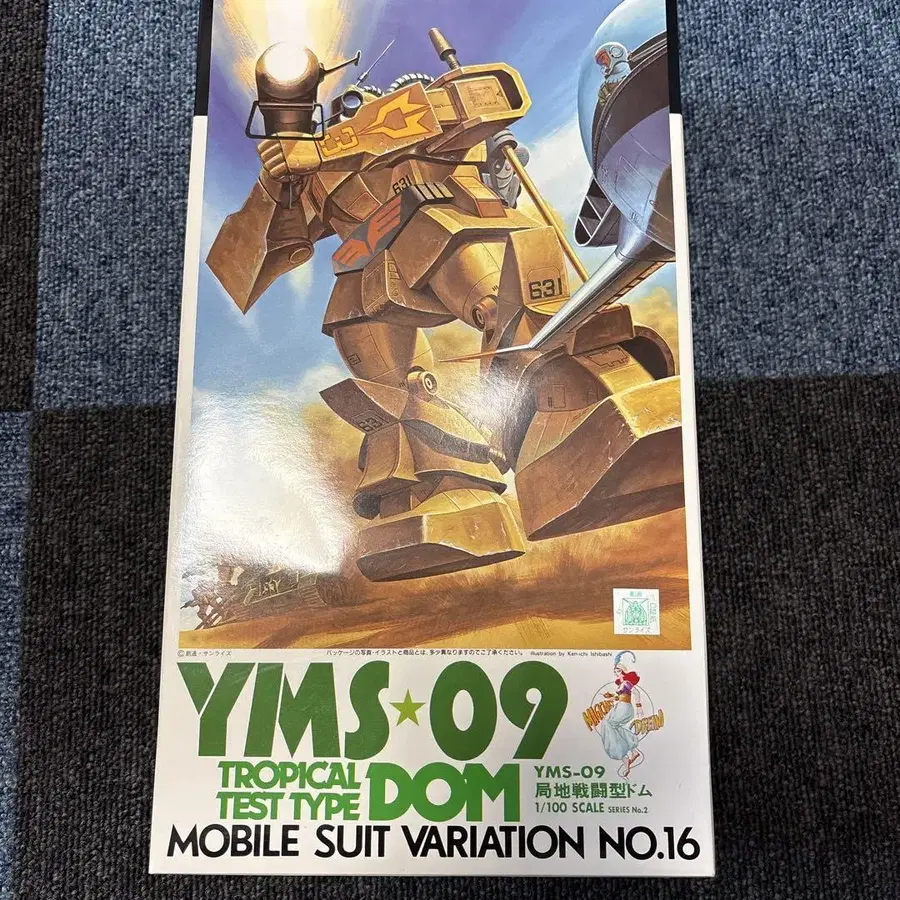 631
631
631
創通
サンライズ
©創通・サンライズ
パッケージの写真・イラストと商品とは、多少異なりますのでご了承ください。 Illustration by Ken-ichi Ishibashi
YMS★09
TROPICAL
TEST TYPE DOM
YMS-09
局地戦闘型ドム
1/100 SCALE SERIES No.2
MOBILE SUIT VARIATION NO.16